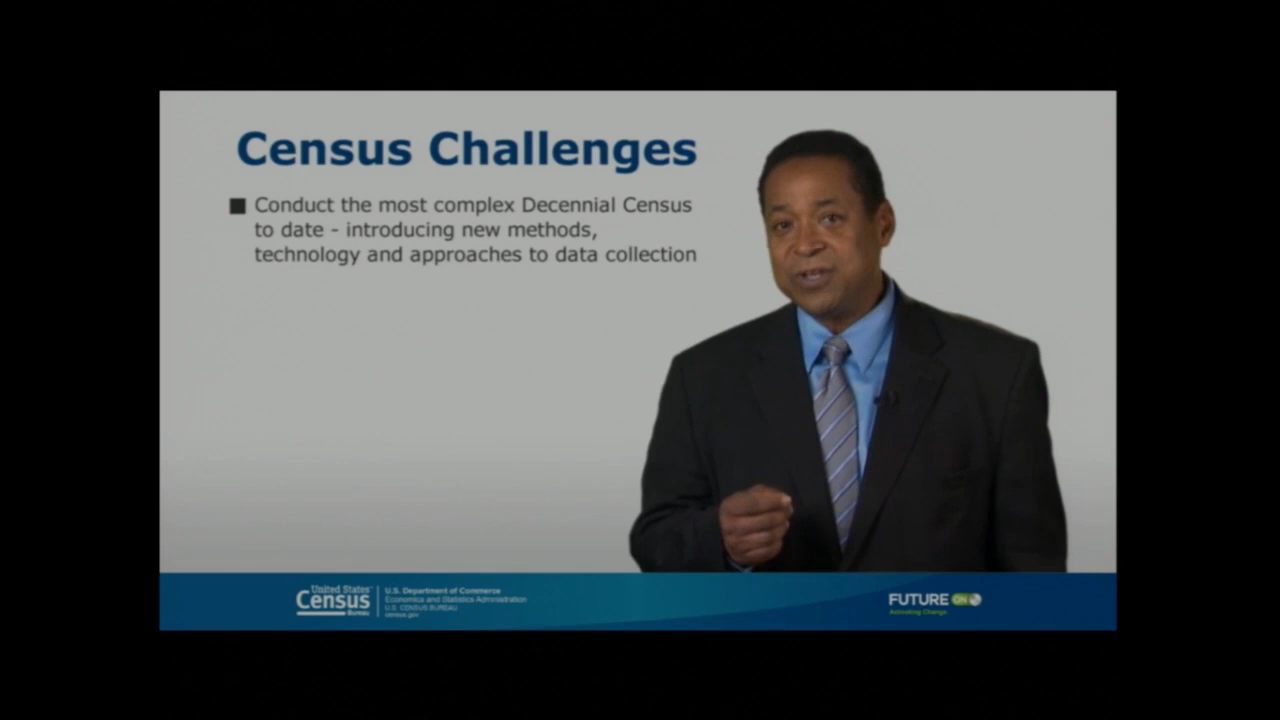 Census Challenges
■ Conduct the most complex Decennial Census
to date - introducing new methods,
technology and approaches to data collection
United States
Census
Bureau
U.S. Department of Commerce
Economics and Statistics Administration
U.S. CENSUS BUREAU
census.gov
FUTURE ON
Activating Change